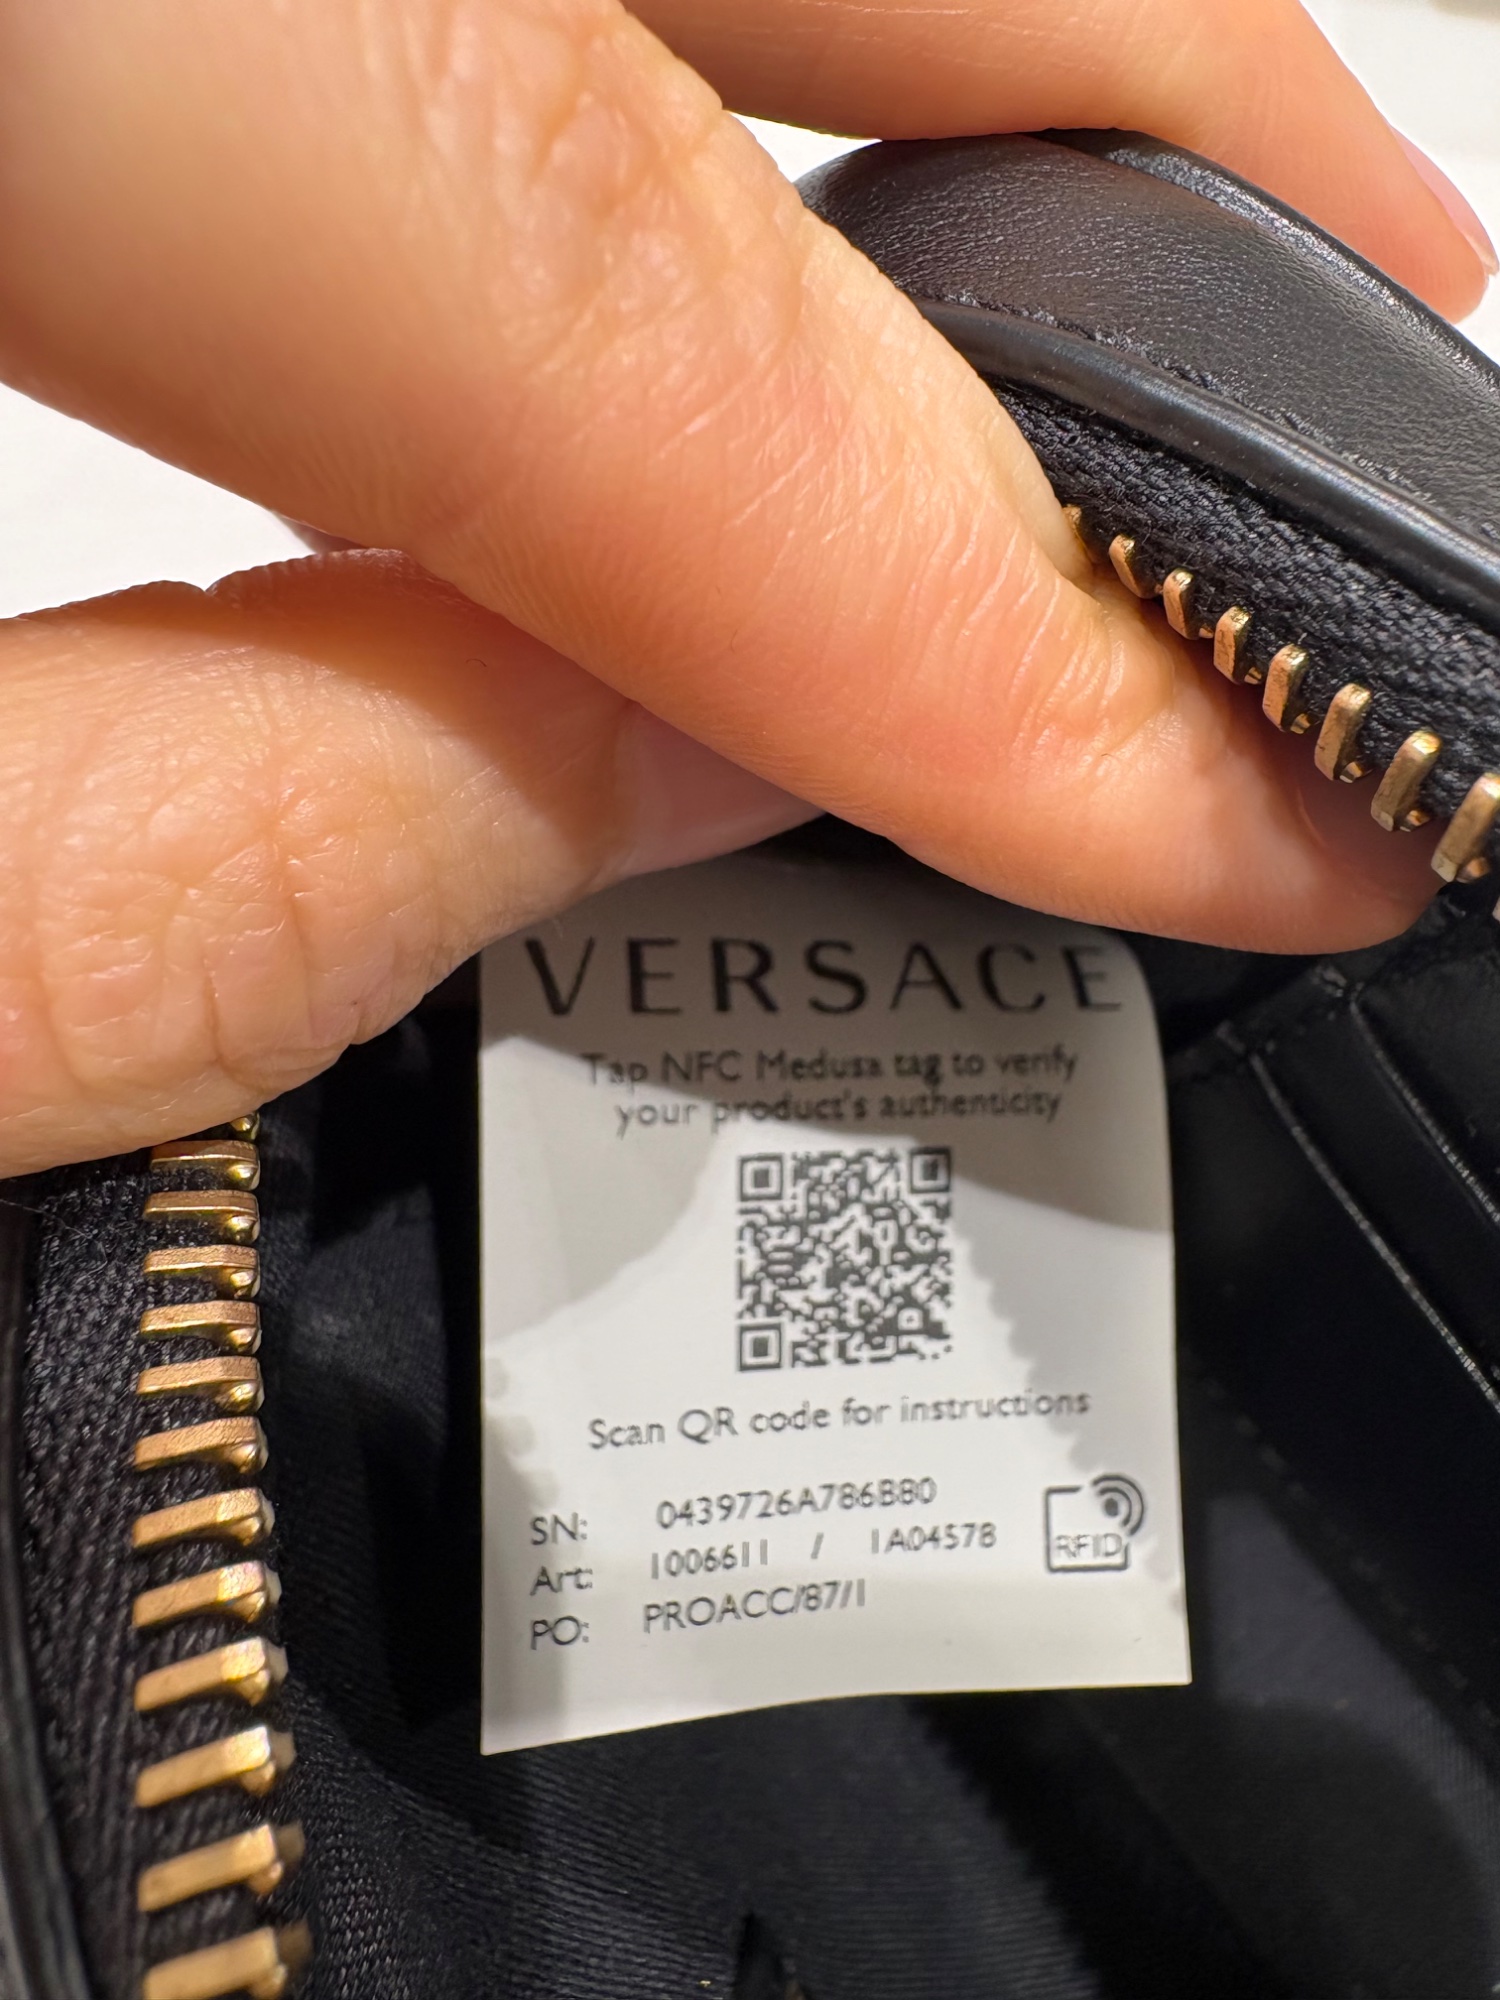 VERSACE
Tap NFC Medusa tag to verify
your product's authenticity
Scan QR code for instructions
SN: 0439726A786B80
Art: 1006611 / 1A04578
PO: PROACC/87//1
RFID